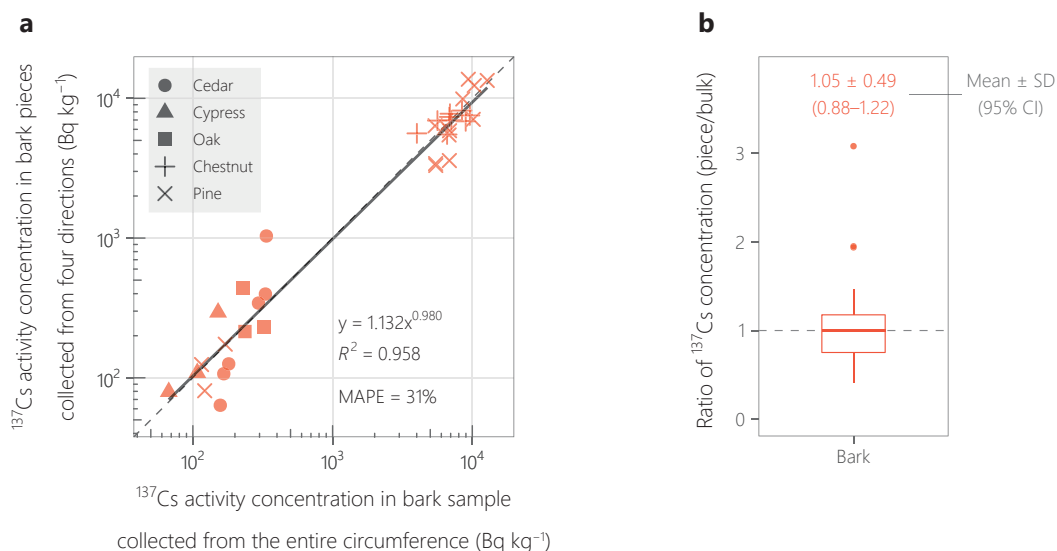 a
¹³⁷Cs activity concentration in bark pieces
collected from four directions (Bq kg⁻¹)
10⁴
10³
10²
Cedar
Cypress
Oak
Chestnut
Pine
y = 1.132x^0.980
R² = 0.958
MAPE = 31%
10² 10³ 10⁴
¹³⁷Cs activity concentration in bark sample
collected from the entire circumference (Bq kg⁻¹)
b
Ratio of ¹³⁷Cs concentration (piece/bulk)
1.05 ± 0.49
(0.88–1.22)
Mean ± SD
(95% CI)
3
2
1
0
Bark